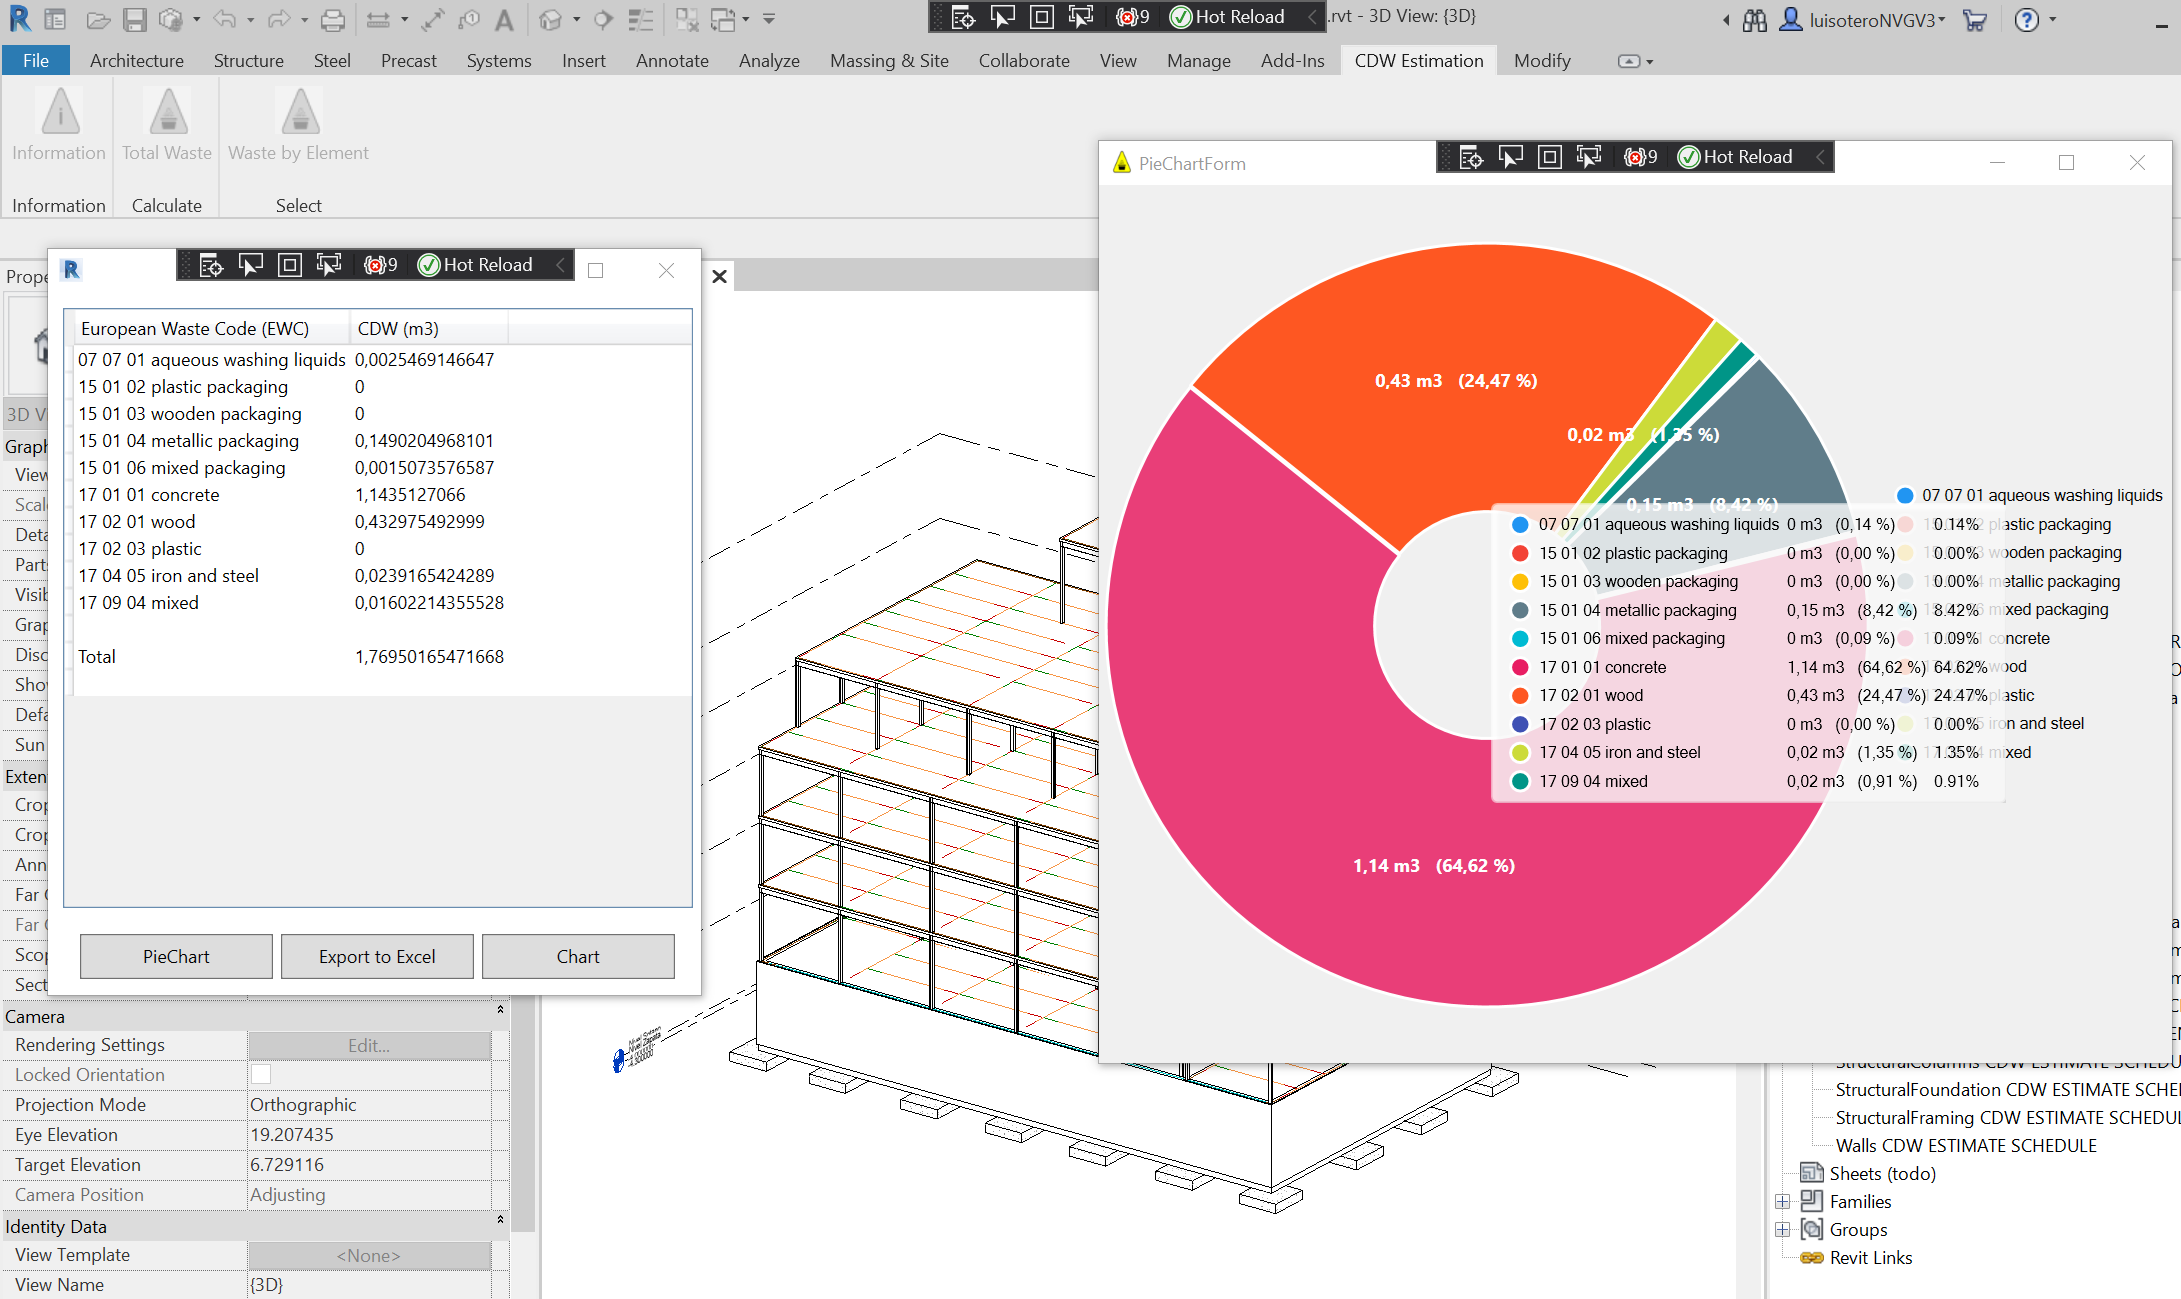 9 Hot Reload
.rvt - 3D View: {3D}
luisoteroNVGV3
File Architecture Structure Steel Precast Systems Insert Annotate Analyze Massing & Site Collaborate View Manage Add-Ins CDW Estimation Modify
Information Total Waste Waste by Element
Information Calculate Select
9 Hot Reload
European Waste Code (EWC) CDW (m3)
07 07 01 aqueous washing liquids 0,0025469146647
15 01 02 plastic packaging 0
15 01 03 wooden packaging 0
15 01 04 metallic packaging 0,1490204968101
15 01 06 mixed packaging 0,0015073576587
17 01 01 concrete 1,1435127066
17 02 01 wood 0,432975492999
17 02 03 plastic 0
17 04 05 iron and steel 0,0239165424289
17 09 04 mixed 0,01602214355528
Total 1,76950165471668
PieChart Export to Excel Chart
PieChartForm
9 Hot Reload
0,43 m3 (24,47 %)
0,02 m3 (1,35 %)
0,15 m3 (8,42 %)
1,14 m3 (64,62 %)
07 07 01 aqueous washing liquids 0 m3 (0,14 %) 0.14%
15 01 02 plastic packaging 0 m3 (0,00 %) 0.00%
15 01 03 wooden packaging 0 m3 (0,00 %) 0.00%
15 01 04 metallic packaging 0,15 m3 (8,42 %) 8.42%
15 01 06 mixed packaging 0 m3 (0,09 %) 0.09%
17 01 01 concrete 1,14 m3 (64,62 %) 64.62%
17 02 01 wood 0,43 m3 (24,47 %) 24.47%
17 02 03 plastic 0 m3 (0,00 %) 0.00%
17 04 05 iron and steel 0,02 m3 (1,35 %) 1.35%
17 09 04 mixed 0,02 m3 (0,91 %) 0.91%
07 07 01 aqueous washing liquids
plastic packaging
wooden packaging
metallic packaging
mixed packaging
concrete
wood
plastic
iron and steel
mixed
Prope
3D V
Graph
View
Scale
Deta
Parts
Visib
Grap
Disc
Show
Defa
Sun
Exten
Crop
Crop
Ann
Far C
Far C
Scop
Sect
Camera
Rendering Settings Edit...
Locked Orientation
Projection Mode Orthographic
Eye Elevation 19.207435
Target Elevation 6.729116
Camera Position Adjusting
Identity Data
View Template <None>
View Name {3D}
StructuralColumns CDW ESTIMATE SCHEDU
StructuralFoundation CDW ESTIMATE SCHE
StructuralFraming CDW ESTIMATE SCHEDUL
Walls CDW ESTIMATE SCHEDULE
Sheets (todo)
Families
Groups
Revit Links